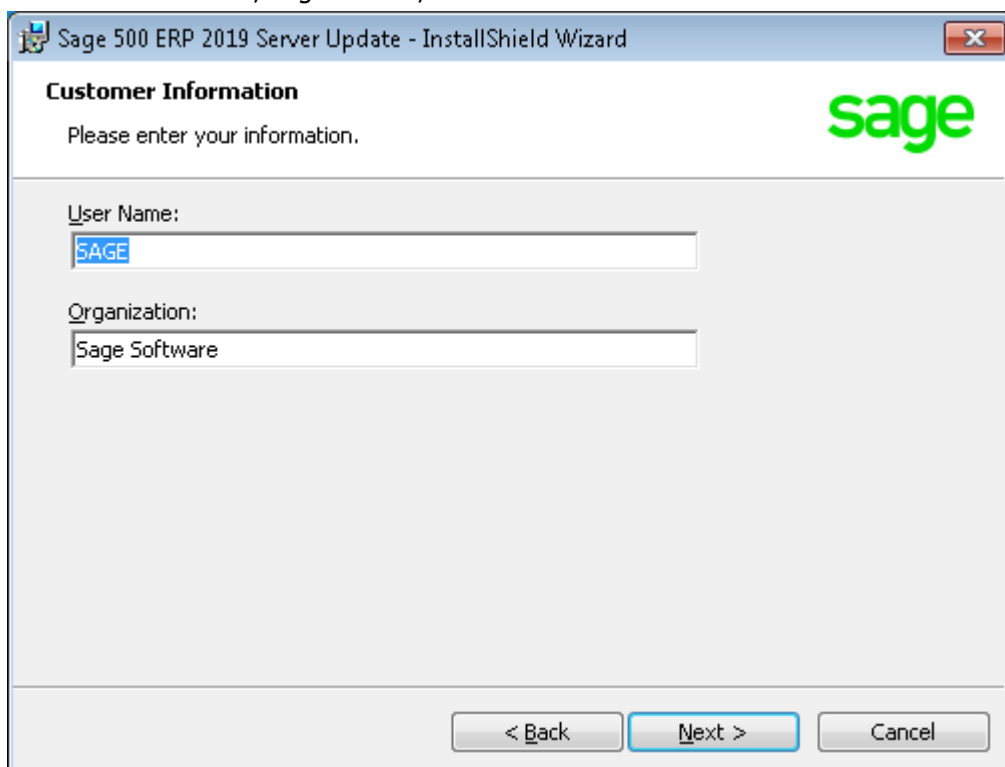 Sage 500 ERP 2019 Server Update - InstallShield Wizard
Customer Information
sage
Please enter your information.
User Name:
SAGE
Organization:
Sage Software
< Back
Next >
Cancel